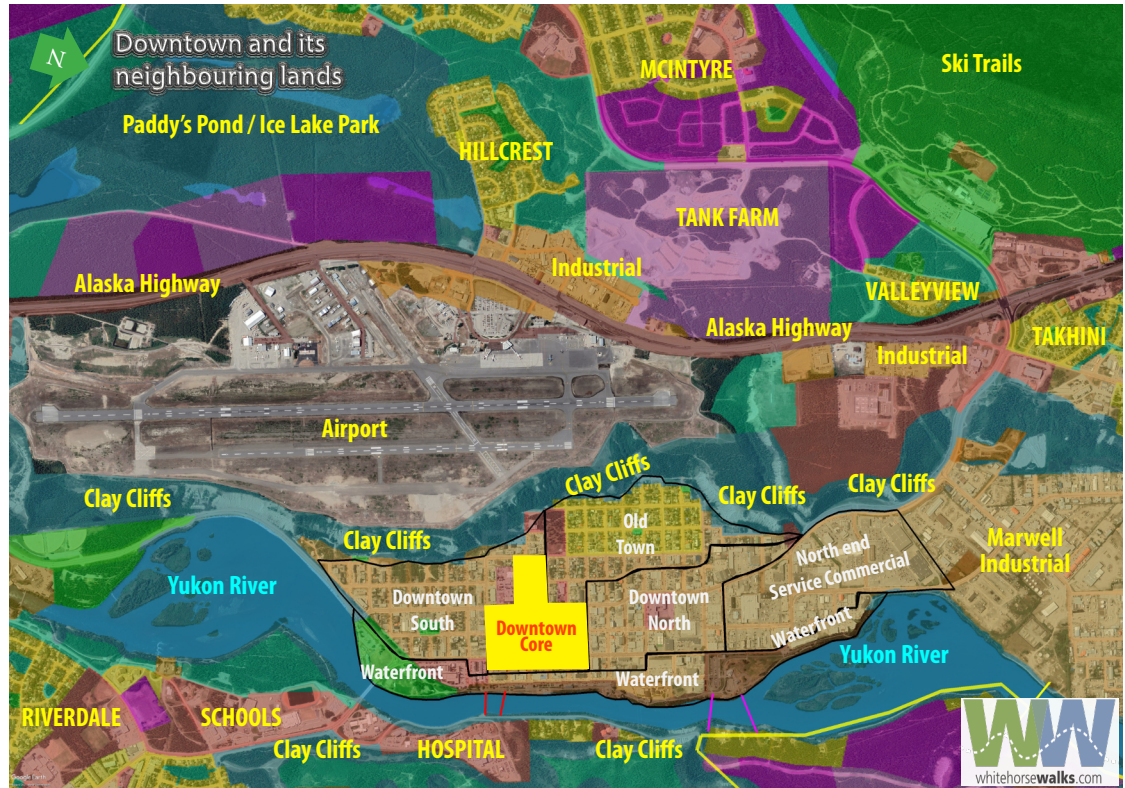 N
Downtown and its
neighbouring lands
Paddy's Pond / Ice Lake Park
HILLCREST
MCINTYRE
Ski Trails
TANK FARM
Alaska Highway
Industrial
VALLEYVIEW
Alaska Highway
Industrial
TAKHINI
Airport
Clay Cliffs
Clay Cliffs
Clay Cliffs
Clay Cliffs
Clay Cliffs
Old
Town
North end
Service Commercial
Marwell
Industrial
Yukon River
Downtown
South
Downtown
Core
Downtown
North
Waterfront
Waterfront
Waterfront
Yukon River
RIVERDALE
SCHOOLS
Clay Cliffs
HOSPITAL
Clay Cliffs
WW
whitehorsewalks.com
Google Earth